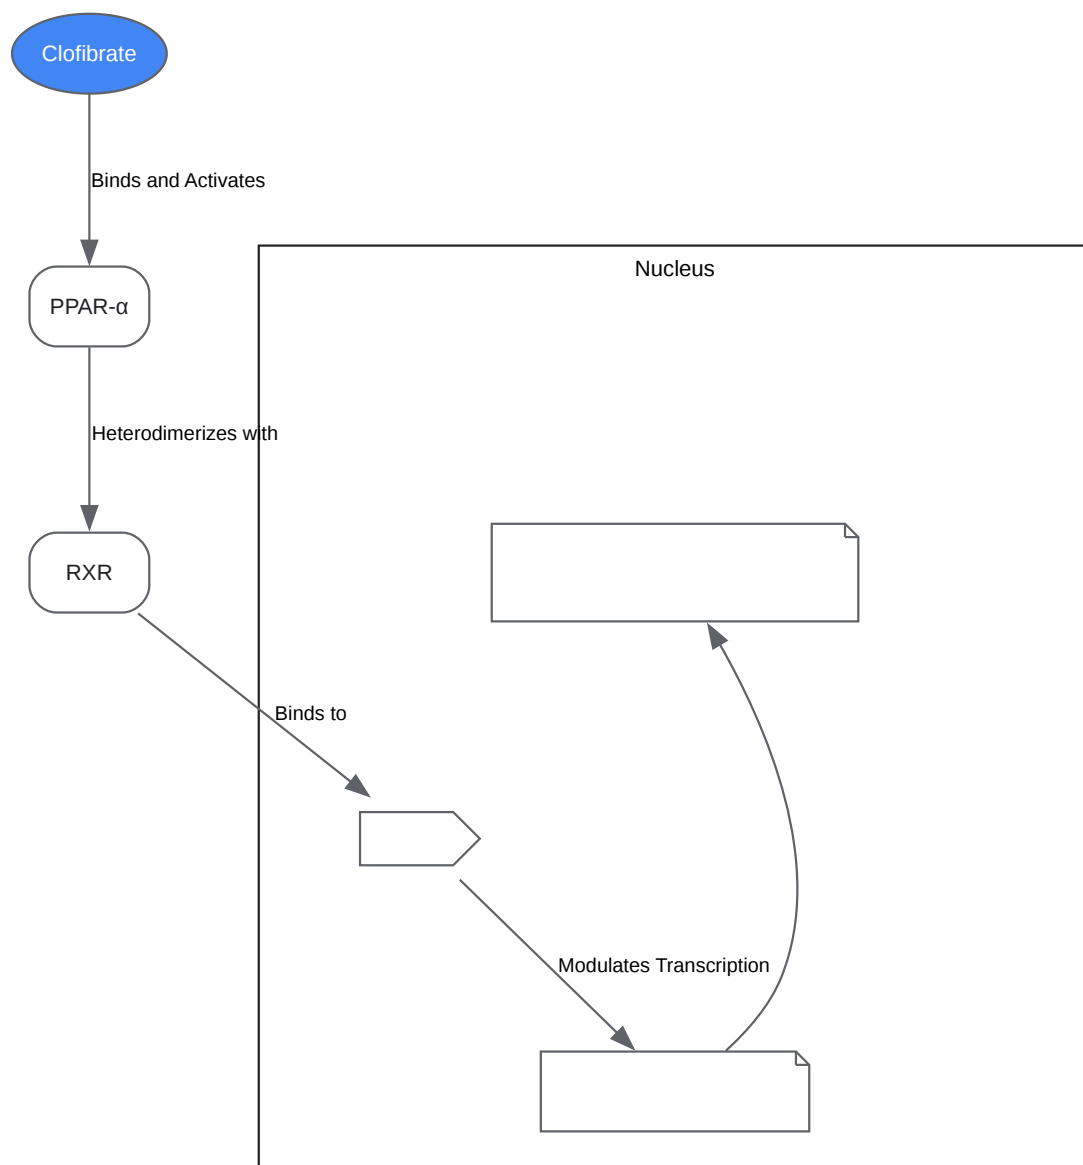 Clofibrate
Binds and Activates
Nucleus
PPAR-α
Heterodimerizes with
RXR
Binds to
Modulates Transcription